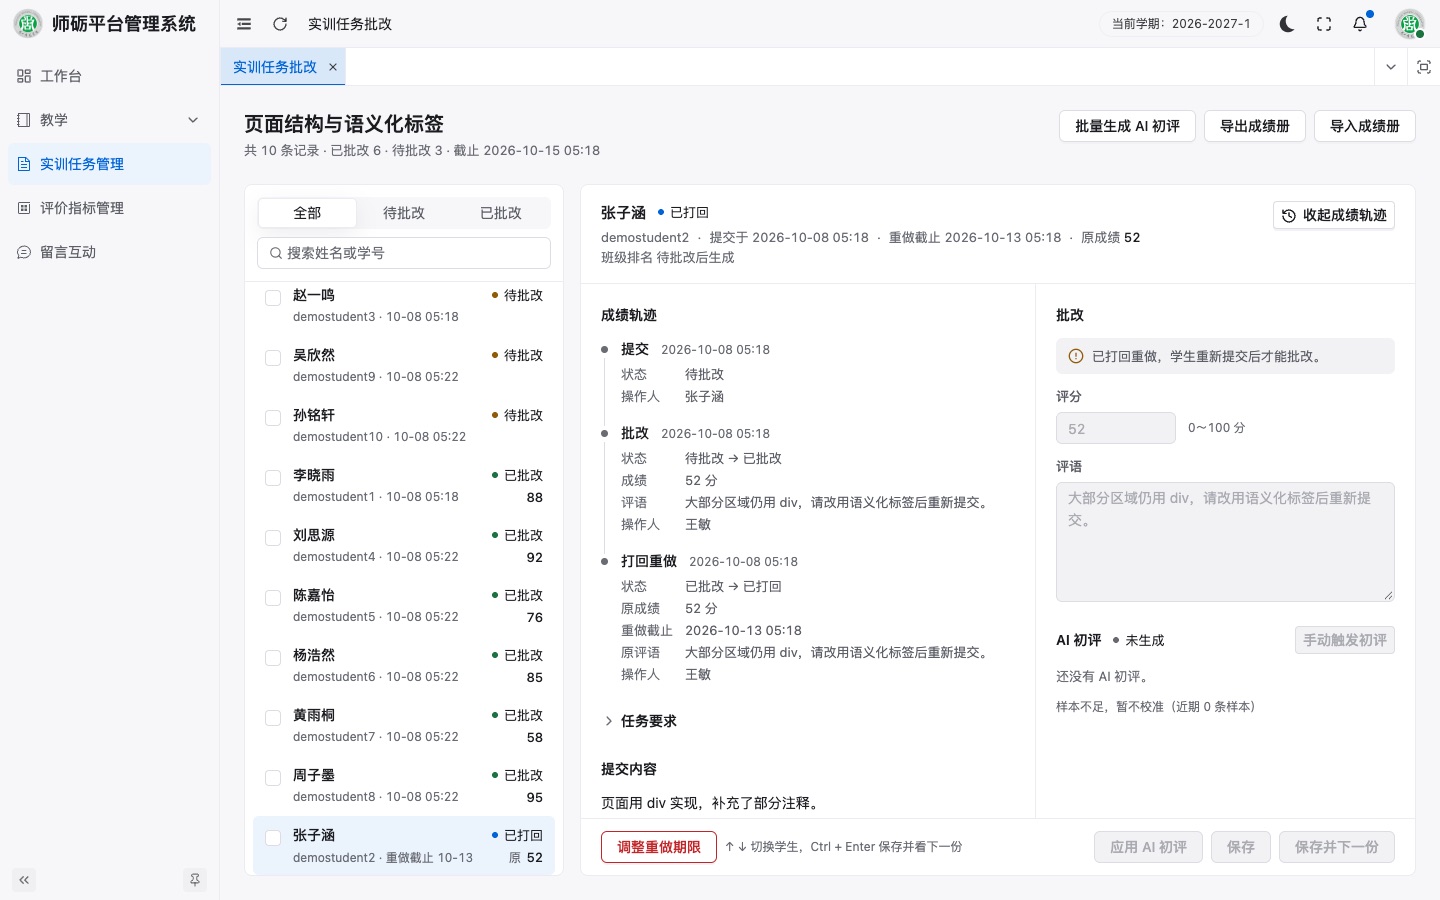 师砺平台管理系统
实训任务批改
当前学期：2026-2027-1
工作台
教学
实训任务管理
评价指标管理
留言互动
实训任务批改
页面结构与语义化标签
共 10 条记录 · 已批改 6 · 待批改 3 · 截止 2026-10-15 05:18
批量生成 AI 初评
导出成绩册
导入成绩册
全部
待批改
已批改
搜索姓名或学号
赵一鸣
待批改
demostudent3 · 10-08 05:18
吴欣然
待批改
demostudent9 · 10-08 05:22
孙铭轩
待批改
demostudent10 · 10-08 05:22
李晓雨
已批改
demostudent1 · 10-08 05:18
88
刘思源
已批改
demostudent4 · 10-08 05:22
92
陈嘉怡
已批改
demostudent5 · 10-08 05:22
76
杨浩然
已批改
demostudent6 · 10-08 05:22
85
黄雨桐
已批改
demostudent7 · 10-08 05:22
58
周子墨
已批改
demostudent8 · 10-08 05:22
95
张子涵
已打回
demostudent2 · 重做截止 10-13
原 52
张子涵
已打回
demostudent2 · 提交于 2026-10-08 05:18 · 重做截止 2026-10-13 05:18 · 原成绩 52
班级排名 待批改后生成
收起成绩轨迹
成绩轨迹
提交 2026-10-08 05:18
状态 待批改
操作人 张子涵
批改 2026-10-08 05:18
状态 待批改 → 已批改
成绩 52 分
评语 大部分区域仍用 div，请改用语义化标签后重新提交。
操作人 王敏
打回重做 2026-10-08 05:18
状态 已批改 → 已打回
原成绩 52 分
重做截止 2026-10-13 05:18
原评语 大部分区域仍用 div，请改用语义化标签后重新提交。
操作人 王敏
任务要求
提交内容
页面用 div 实现，补充了部分注释。
批改
已打回重做，学生重新提交后才能批改。
评分
52
0～100 分
评语
大部分区域仍用 div，请改用语义化标签后重新提
交。
AI 初评
未生成
手动触发初评
还没有 AI 初评。
样本不足，暂不校准（近期 0 条样本）
调整重做期限
↑ ↓ 切换学生，Ctrl + Enter 保存并看下一份
应用 AI 初评
保存
保存并下一份